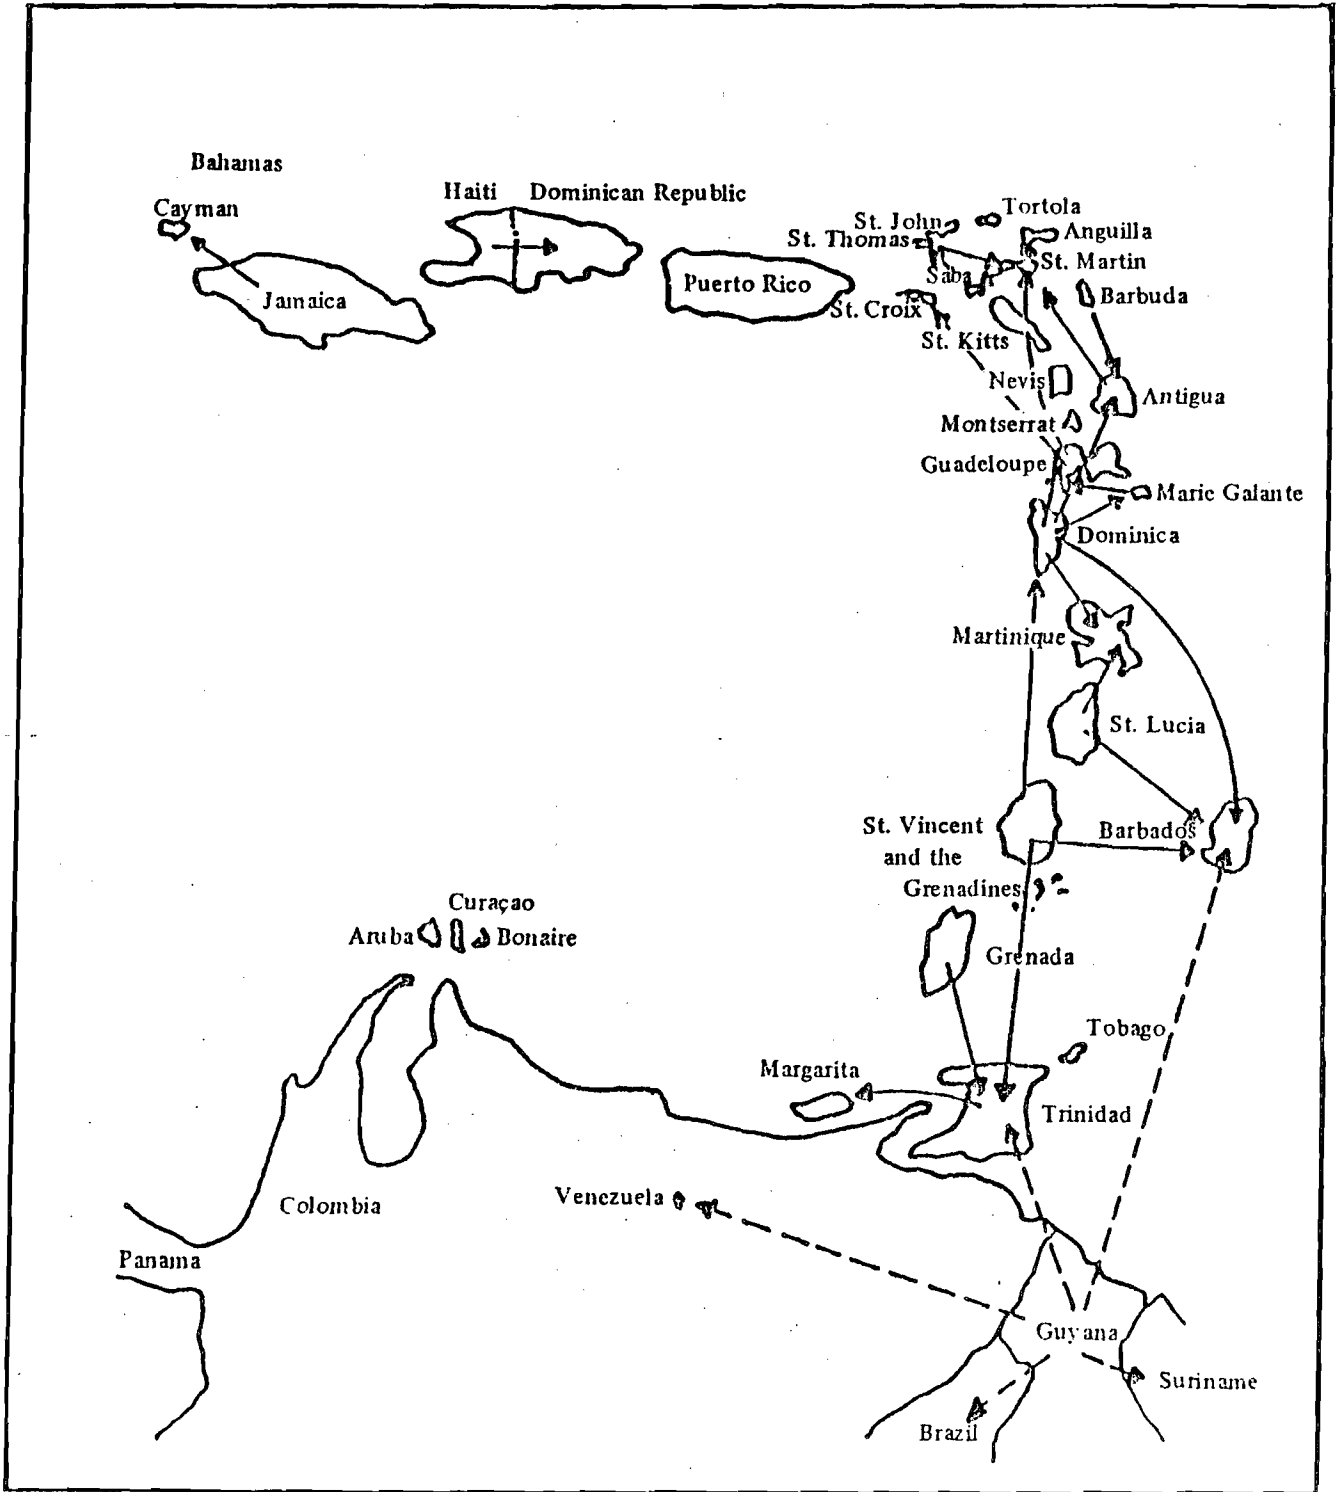 Bahamas
Cayman
Haiti
Dominican Republic
Jamaica
Puerto Rico
St. John
Tortola
St. Thomas
Anguilla
Saba
St. Martin
St. Croix
Barbuda
St. Kitts
Nevis
Antigua
Montserrat
Guadeloupe
Marie Galante
Dominica
Martinique
St. Lucia
St. Vincent
and the
Grenadines
Barbados
Curaçao
Aruba
Bonaire
Grenada
Tobago
Margarita
Trinidad
Venezuela
Colombia
Panama
Guyana
Suriname
Brazil